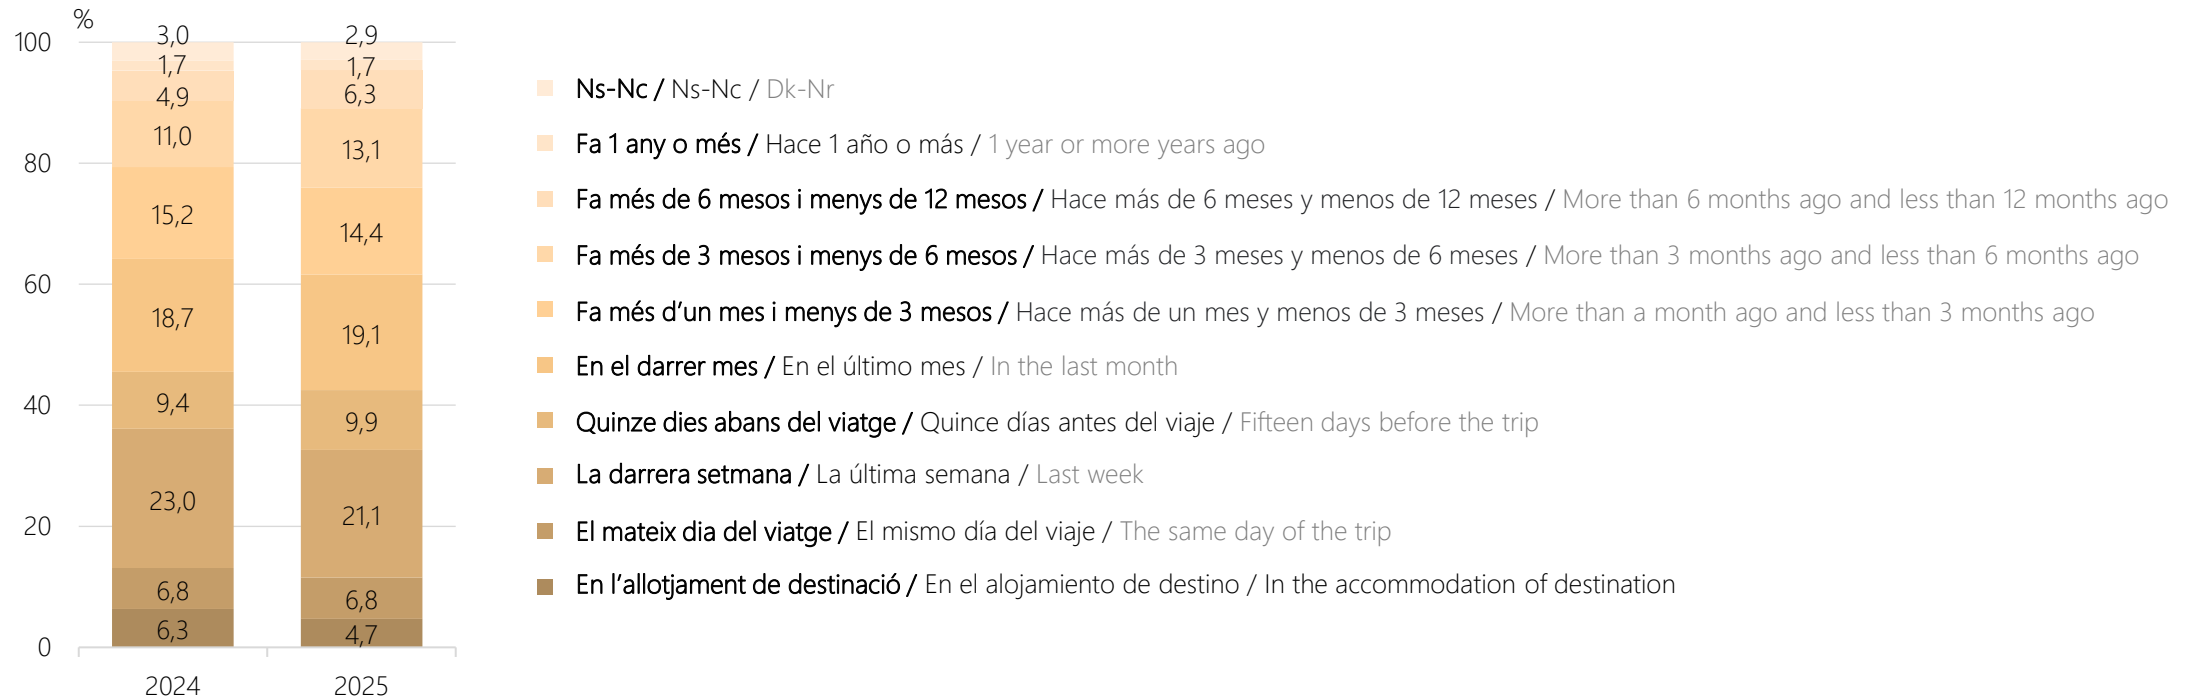 %
100
80
60
40
20
0
3,0
1,7
4,9
11,0
15,2
18,7
9,4
23,0
6,8
6,3
2024
2,9
1,7
6,3
13,1
14,4
19,1
9,9
21,1
6,8
4,7
2025
Ns-Nc / Ns-Nc / Dk-Nr
Fa 1 any o més / Hace 1 año o más / 1 year or more years ago
Fa més de 6 mesos i menys de 12 mesos / Hace más de 6 meses y menos de 12 meses / More than 6 months ago and less than 12 months ago
Fa més de 3 mesos i menys de 6 mesos / Hace más de 3 meses y menos de 6 meses / More than 3 months ago and less than 6 months ago
Fa més d’un mes i menys de 3 mesos / Hace más de un mes y menos de 3 meses / More than a month ago and less than 3 months ago
En el darrer mes / En el último mes / In the last month
Quinze dies abans del viatge / Quince días antes del viaje / Fifteen days before the trip
La darrera setmana / La última semana / Last week
El mateix dia del viatge / El mismo día del viaje / The same day of the trip
En l’allotjament de destinació / En el alojamiento de destino / In the accommodation of destination